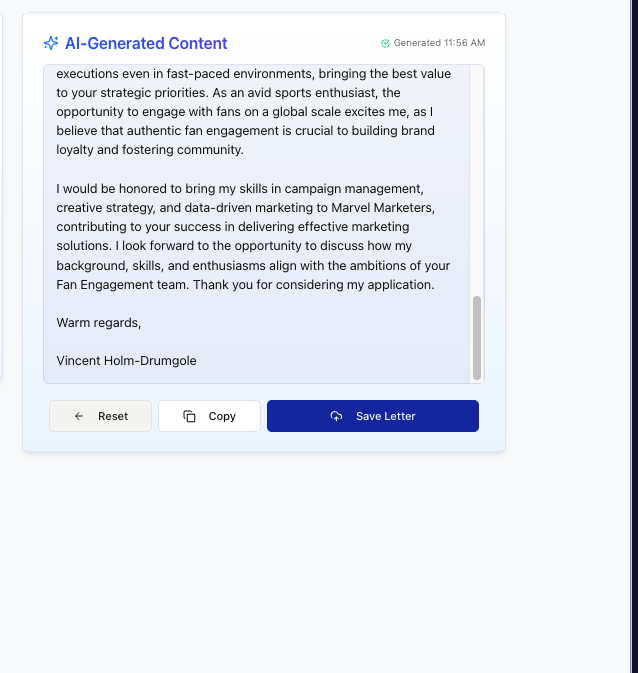 AI-Generated Content
Generated 11:56 AM
executions even in fast-paced environments, bringing the best value
to your strategic priorities. As an avid sports enthusiast, the
opportunity to engage with fans on a global scale excites me, as I
believe that authentic fan engagement is crucial to building brand
loyalty and fostering community.
I would be honored to bring my skills in campaign management,
creative strategy, and data-driven marketing to Marvel Marketers,
contributing to your success in delivering effective marketing
solutions. I look forward to the opportunity to discuss how my
background, skills, and enthusiasms align with the ambitions of your
Fan Engagement team. Thank you for considering my application.
Warm regards,
Vincent Holm-Drumgole
Reset
Copy
Save Letter